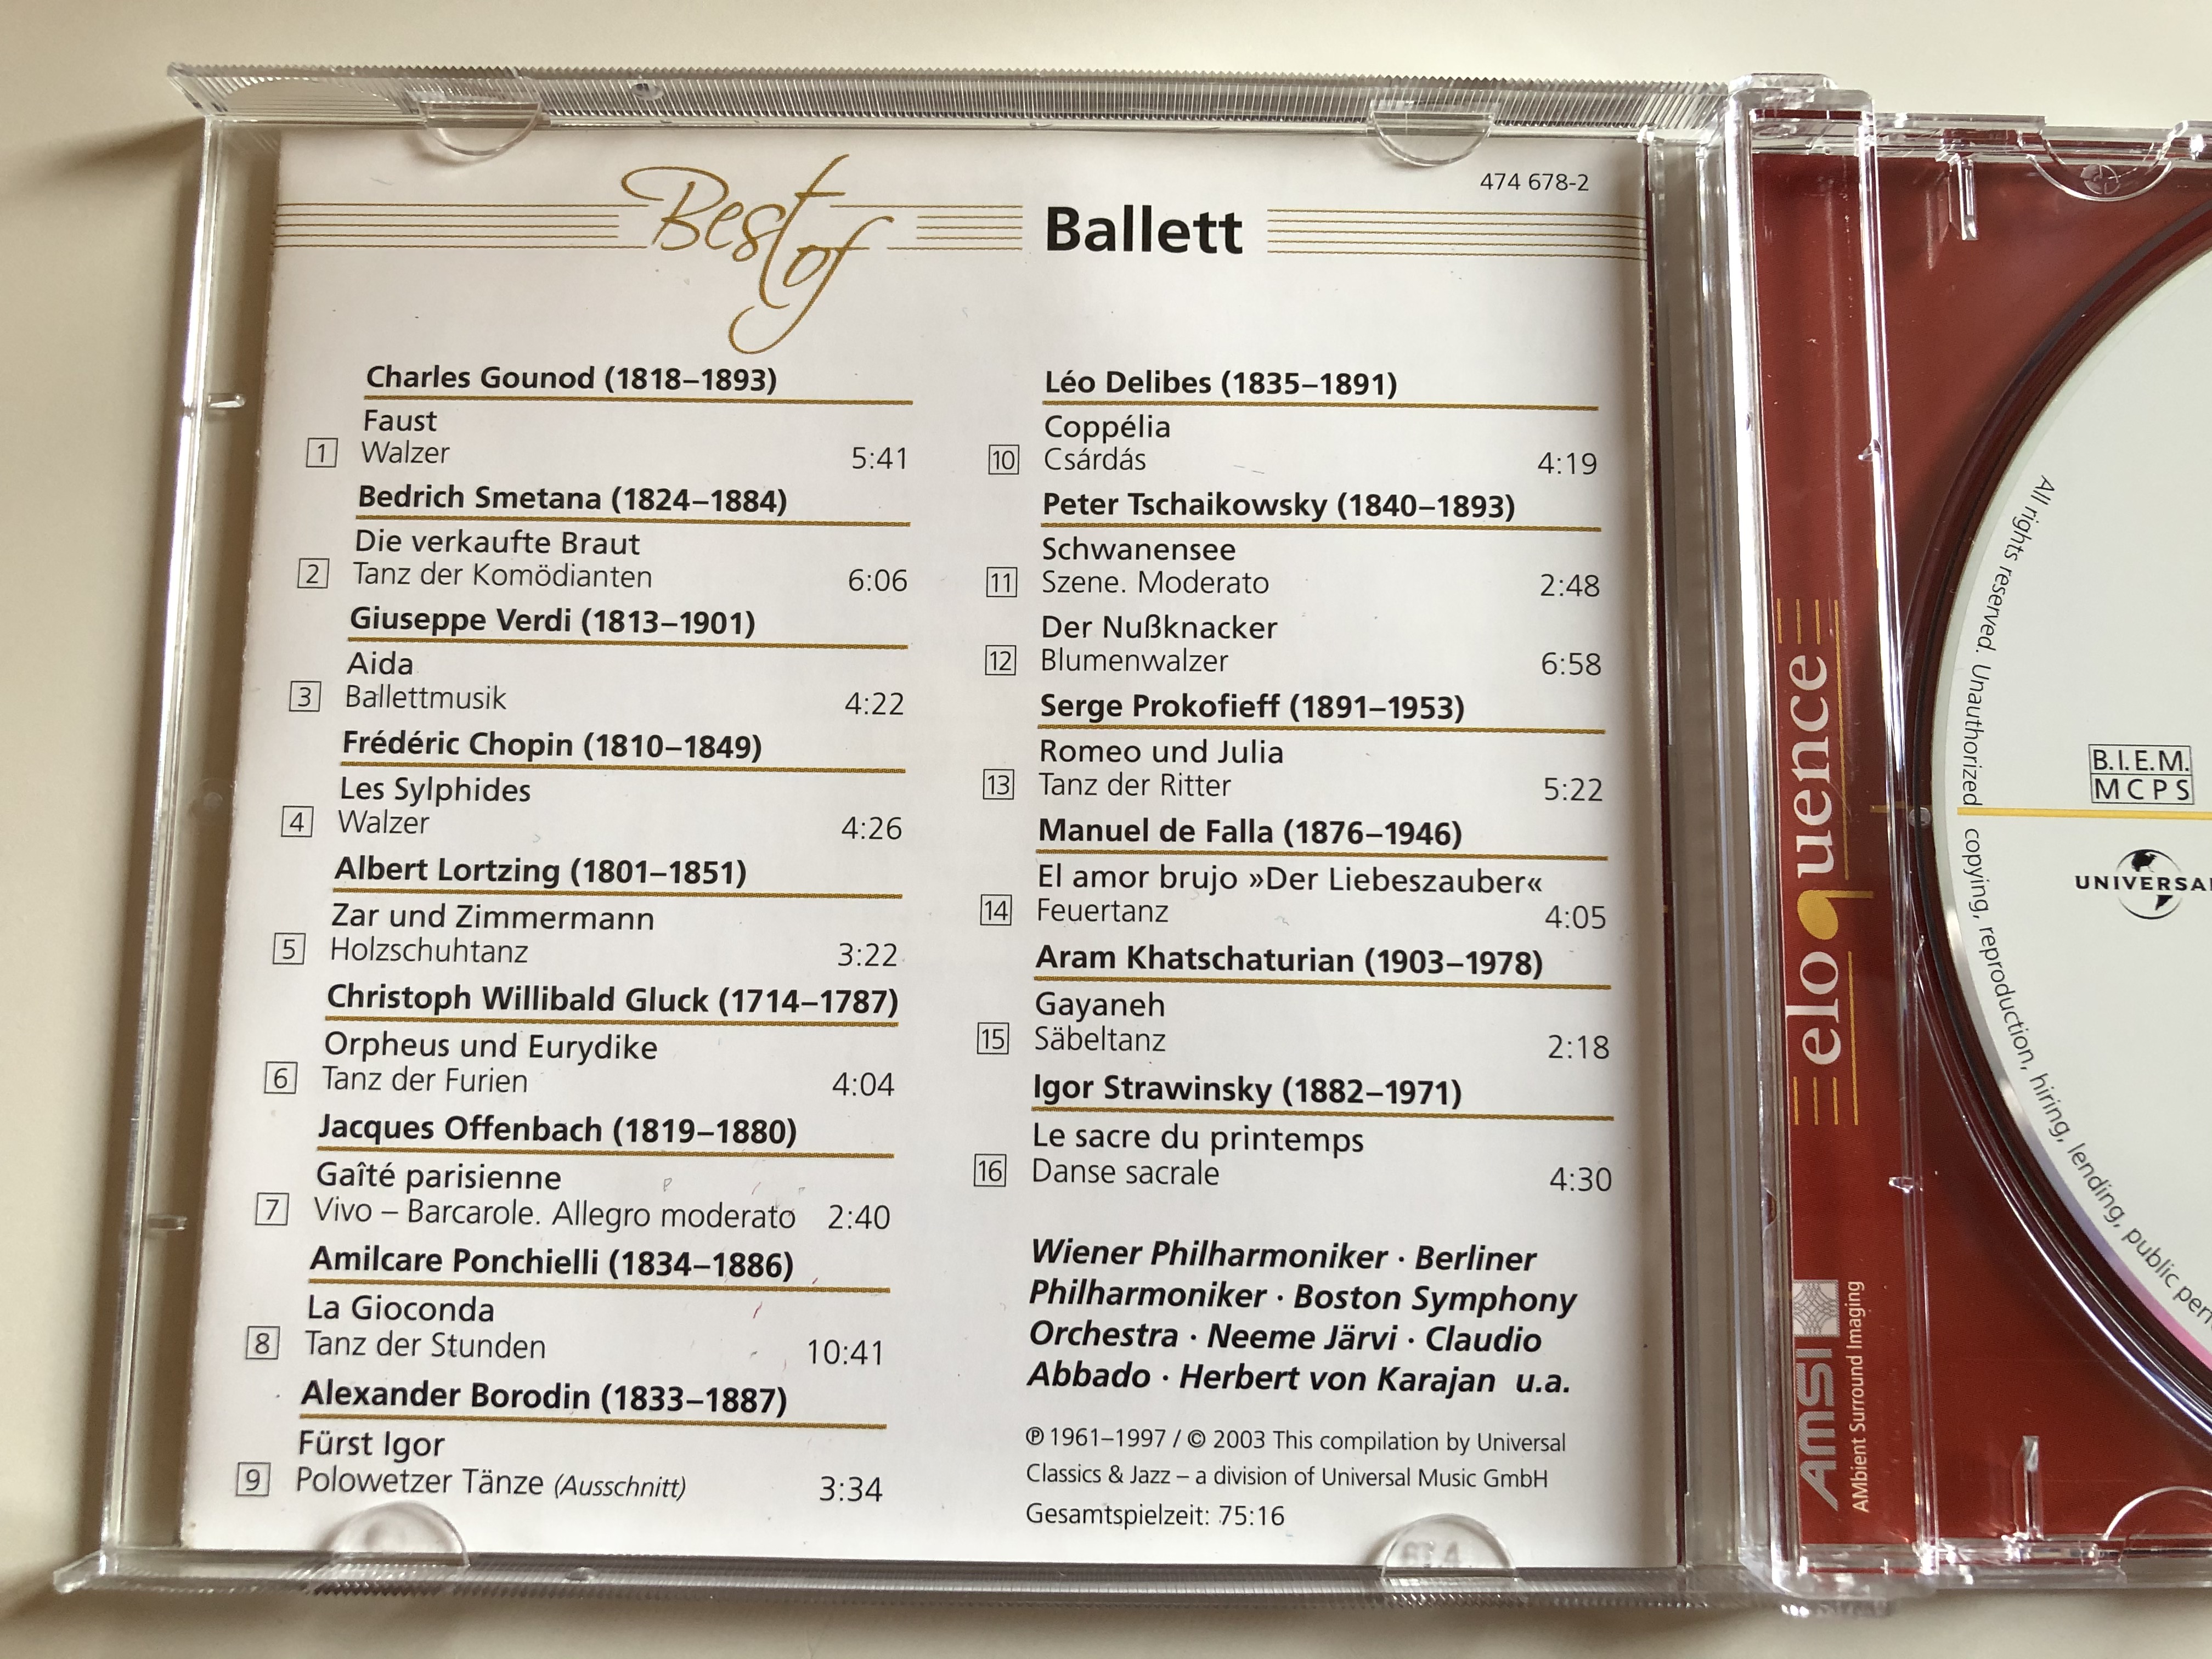 Best of
Ballett
474 678-2
Charles Gounod (1818–1893)
Faust
1 Walzer 5:41
Bedrich Smetana (1824–1884)
Die verkaufte Braut
2 Tanz der Komödianten 6:06
Giuseppe Verdi (1813–1901)
Aida
3 Ballettmusik 4:22
Frédéric Chopin (1810–1849)
Les Sylphides
4 Walzer 4:26
Albert Lortzing (1801–1851)
Zar und Zimmermann
5 Holzschuhtanz 3:22
Christoph Willibald Gluck (1714–1787)
Orpheus und Eurydike
6 Tanz der Furien 4:04
Jacques Offenbach (1819–1880)
Gaîté parisienne
7 Vivo – Barcarole. Allegro moderato 2:40
Amilcare Ponchielli (1834–1886)
La Gioconda
8 Tanz der Stunden 10:41
Alexander Borodin (1833–1887)
Fürst Igor
9 Polowetzer Tänze (Ausschnitt) 3:34
Léo Delibes (1835–1891)
Coppélia
10 Csárdás 4:19
Peter Tschaikowsky (1840–1893)
Schwanensee
11 Szene. Moderato 2:48
Der Nußknacker
12 Blumenwalzer 6:58
Serge Prokofieff (1891–1953)
Romeo und Julia
13 Tanz der Ritter 5:22
Manuel de Falla (1876–1946)
El amor brujo »Der Liebeszauber«
14 Feuertanz 4:05
Aram Khatschaturian (1903–1978)
Gayaneh
15 Säbeltanz 2:18
Igor Strawinsky (1882–1971)
Le sacre du printemps
16 Danse sacrale 4:30
Wiener Philharmoniker · Berliner
Philharmoniker · Boston Symphony
Orchestra · Neeme Järvi · Claudio
Abbado · Herbert von Karajan u.a.
℗ 1961–1997 / © 2003 This compilation by Universal
Classics & Jazz – a division of Universal Music GmbH
Gesamtspielzeit: 75:16
eloquence
AMSI
AMbient Surround Imaging
All rights reserved. Unauthorized copying, reproduction, hiring, lending, public
B.I.E.M.
MCPS
UNIVERSAL